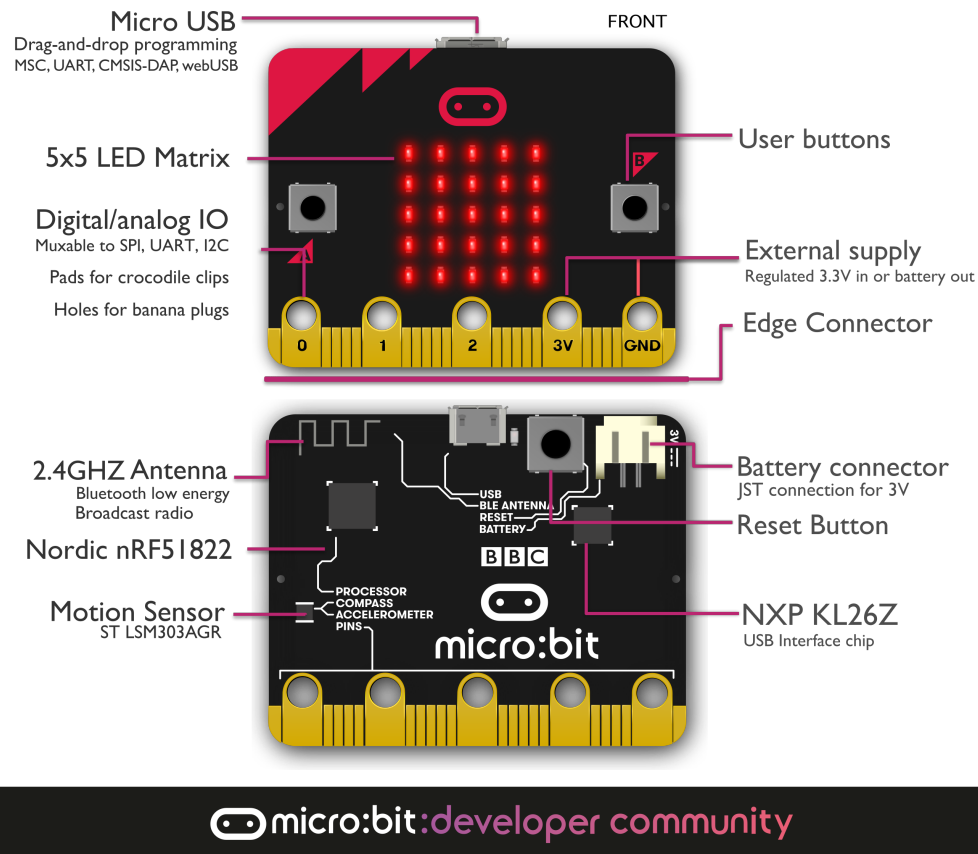 Micro USB
Drag-and-drop programming
MSC, UART, CMSIS-DAP, webUSB
FRONT
5x5 LED Matrix
User buttons
B
Digital/analog IO
Muxable to SPI, UART, I2C
Pads for crocodile clips
Holes for banana plugs
A
External supply
Regulated 3.3V in or battery out
Edge Connector
0 1 2 3V GND
2.4GHZ Antenna
Bluetooth low energy
Broadcast radio
Nordic nRF51822
Motion Sensor
ST LSM303AGR
3V
USB
BLE ANTENNA
RESET
BATTERY
BBC
PROCESSOR
COMPASS
ACCELEROMETER
PINS
micro:bit
Battery connector
JST connection for 3V
Reset Button
NXP KL26Z
USB Interface chip
micro:bit:developer community